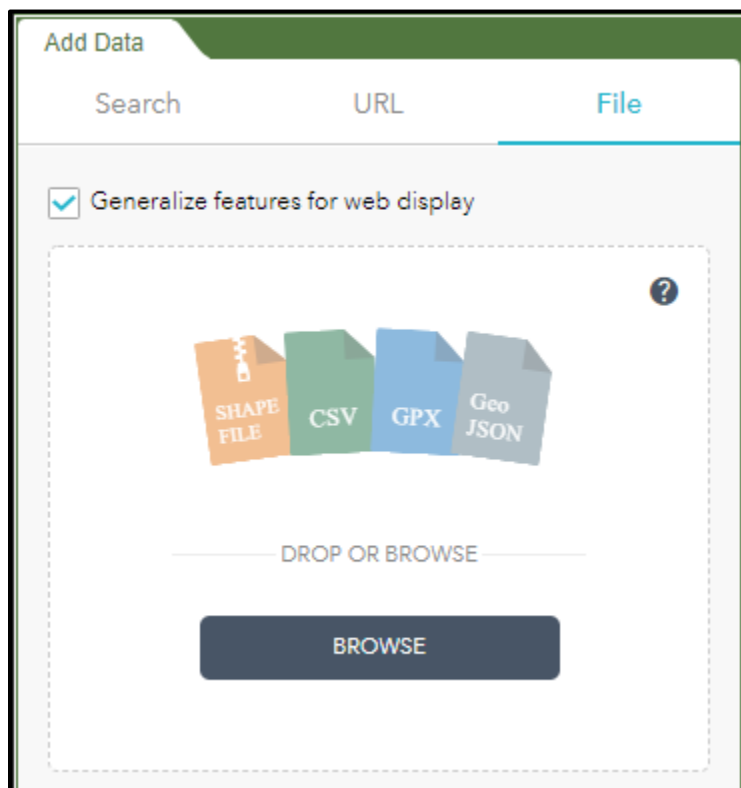 Add Data
Search URL File
Generalize features for web display
?
SHAPE
FILE
CSV
GPX
Geo
JSON
DROP OR BROWSE
BROWSE